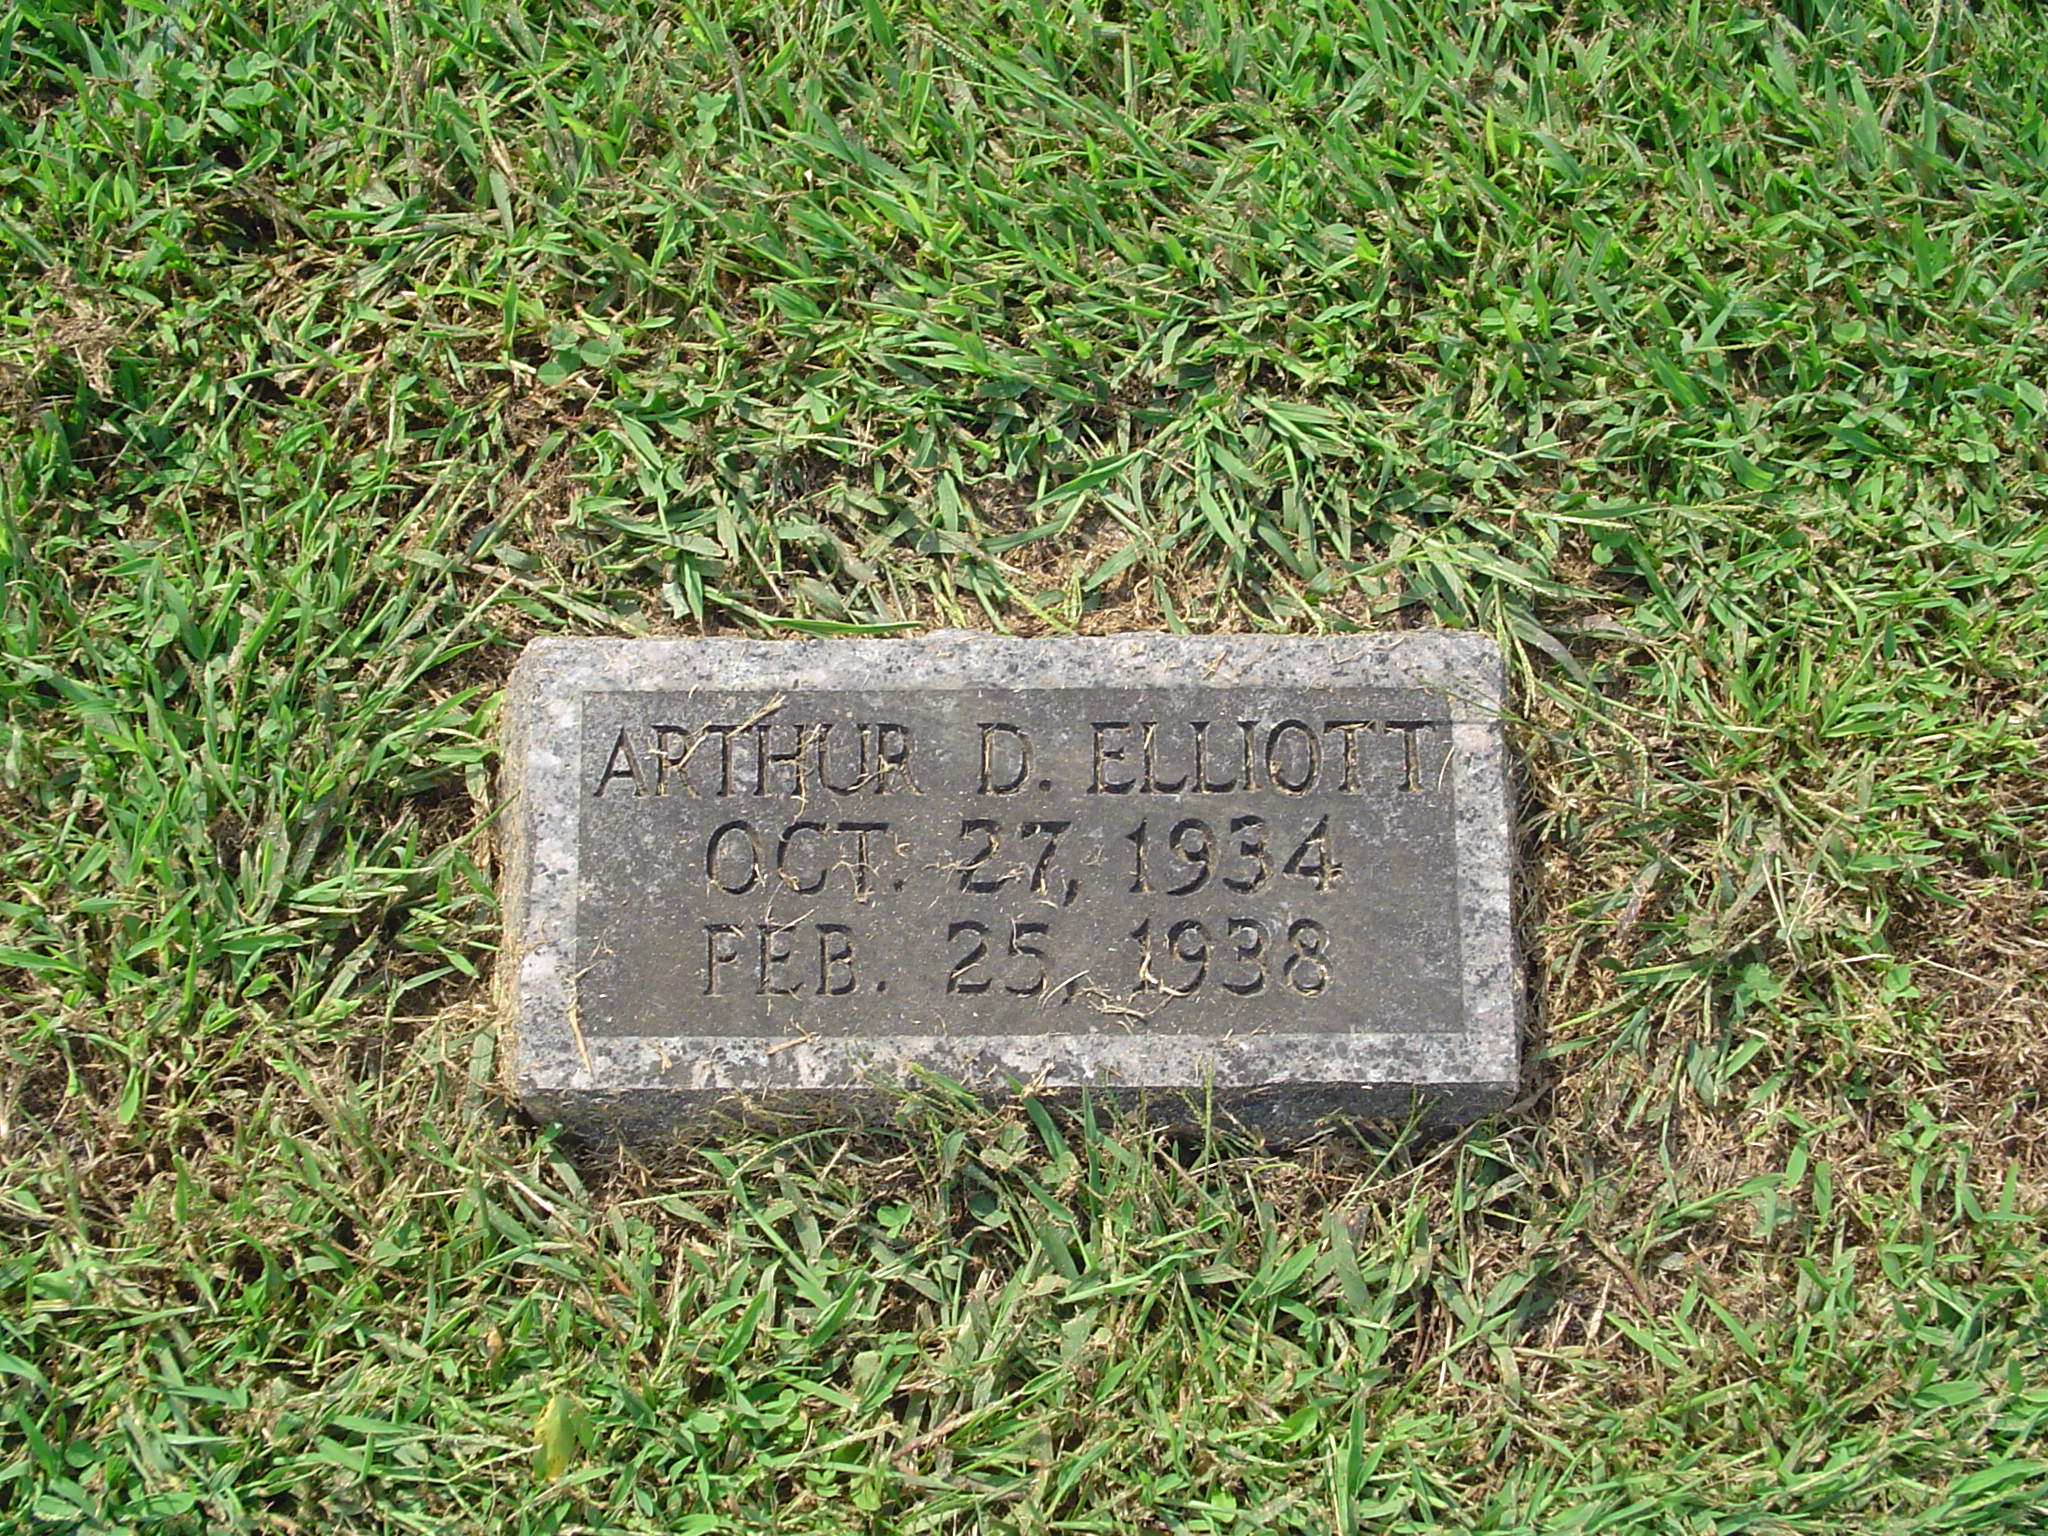 ARTHUR D. ELLIOTT
OCT. 27, 1934
FEB. 25, 1938